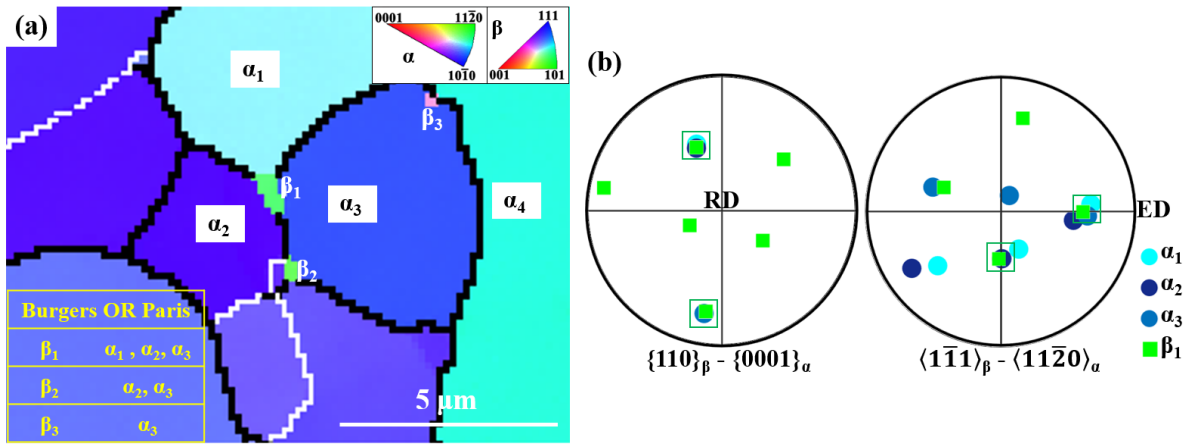 (a)
0001 11̅20
α
101̅0
β
111
001 101
α₁
β₃
β₁
α₂
α₃
α₄
β₂
Burgers OR Paris
β₁ α₁ , α₂, α₃
β₂ α₂, α₃
β₃ α₃
5 μm
(b)
RD
ED
α₁
α₂
α₃
β₁
{110}β - {0001}α
⟨11̅1⟩β - ⟨112̅0⟩α